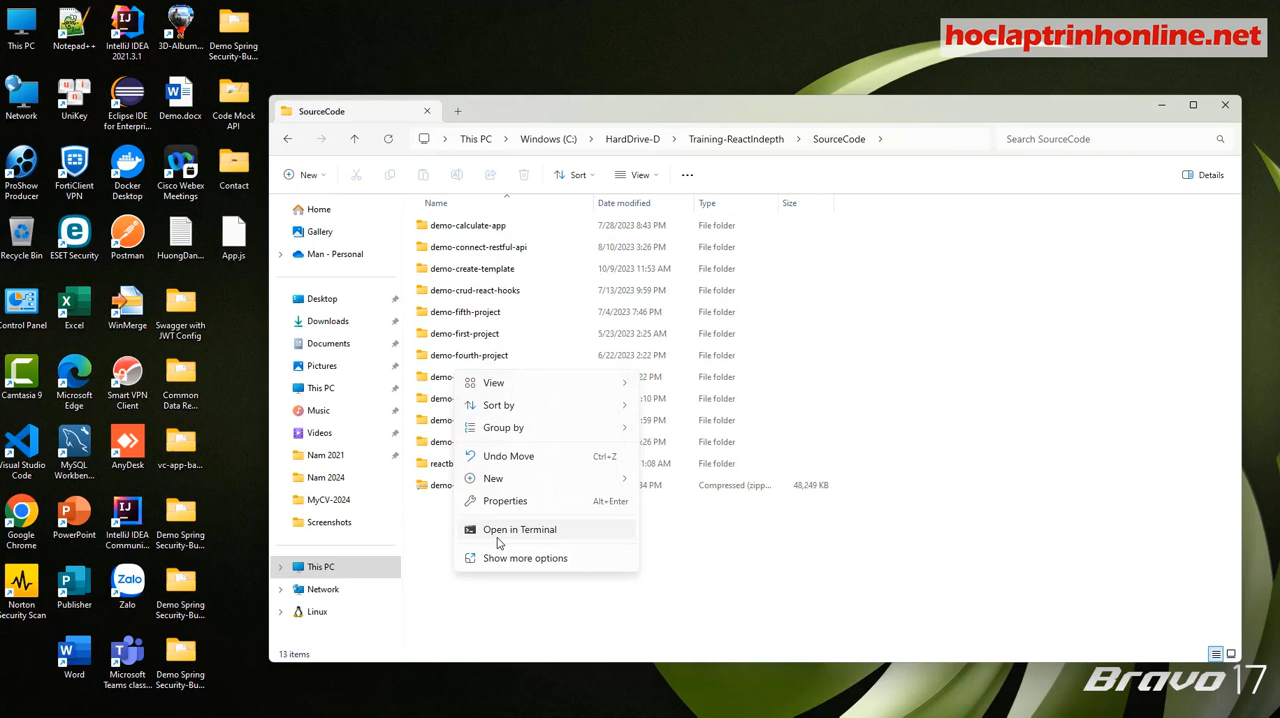 hoclaptrinhonline.net
This PC
Notepad++
IntelliJ IDEA
2021.3.1
3D-Album...
Demo Spring
Security-Bu...
Network
UniKey
Eclipse IDE
for Enterpri...
Demo.docx
Code Mock
API
ProShow
Producer
FortiClient
VPN
Docker
Desktop
Cisco Webex
Meetings
Contact
Recycle Bin
ESET Security
Postman
HuongDan...
App.js
Control Panel
Excel
WinMerge
Swagger with
JWT Config
Camtasia 9
Microsoft
Edge
Smart VPN
Client
Common
Data Re...
Visual Studio
Code
MySQL
Workben...
AnyDesk
vc-app-ba...
Google
Chrome
PowerPoint
IntelliJ IDEA
Communi...
Demo Spring
Security-Bu...
Norton
Security Scan
Publisher
Zalo
Demo Spring
Security-Bu...
Word
Microsoft
Teams class...
Demo Spring
Security-Bu...
SourceCode
This PC > Windows (C:) > HardDrive-D > Training-ReactIndepth > SourceCode >
Search SourceCode
New
Sort
View
Details
Home
Gallery
Man - Personal
Desktop
Downloads
Documents
Pictures
This PC
Music
Videos
Nam 2021
Nam 2024
MyCV-2024
Screenshots
This PC
Network
Linux
Name Date modified Type Size
demo-calculate-app 7/28/2023 8:43 PM File folder
demo-connect-restful-api 8/10/2023 3:26 PM File folder
demo-create-template 10/9/2023 11:53 AM File folder
demo-crud-react-hooks 7/13/2023 9:59 PM File folder
demo-fifth-project 7/4/2023 7:46 PM File folder
demo-first-project 5/23/2023 2:25 AM File folder
demo-fourth-project 6/22/2023 2:22 PM File folder
demo- :22 PM File folder
demo- :10 PM File folder
demo- :59 PM File folder
demo- :26 PM File folder
reactb 1:08 AM File folder
demo- 34 PM Compressed (zipp... 48,249 KB
View
Sort by
Group by
Undo Move Ctrl+Z
New
Properties Alt+Enter
Open in Terminal
Show more options
13 items
Bravo 17